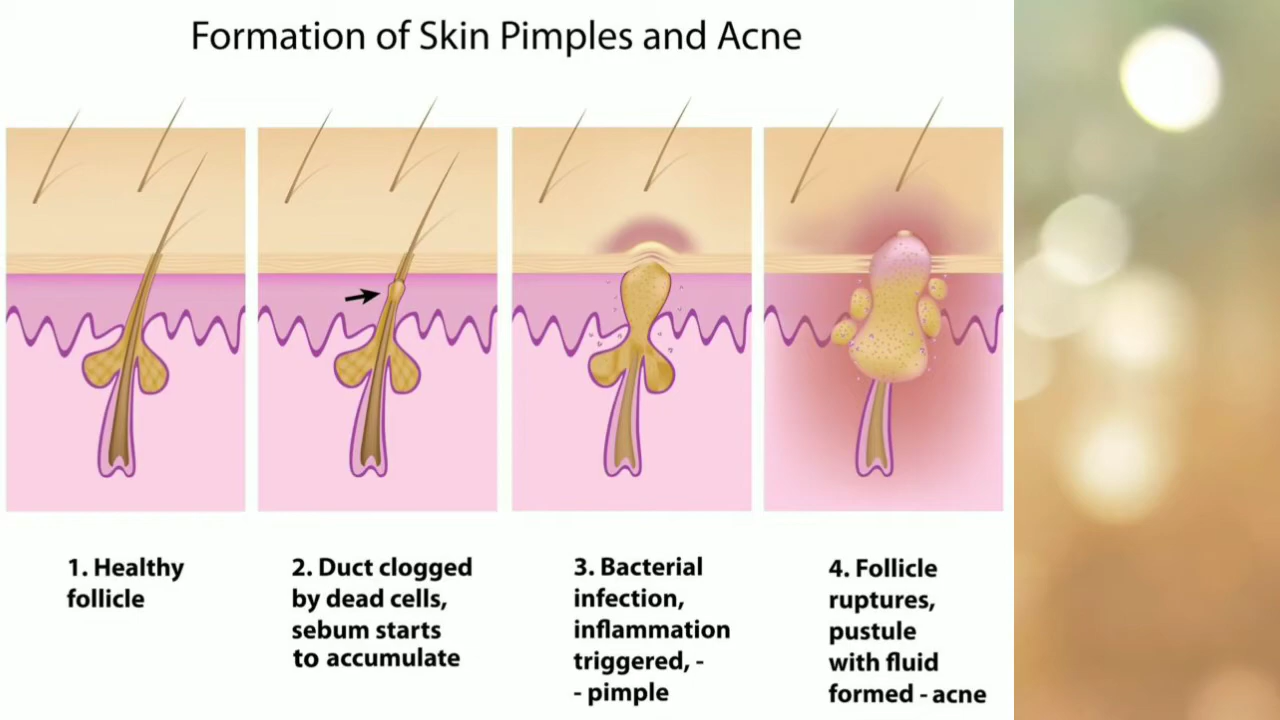 Formation of Skin Pimples and Acne
1. Healthy
follicle
2. Duct clogged
by dead cells,
sebum starts
to accumulate
3. Bacterial
infection,
inflammation
triggered, -
- pimple
4. Follicle
ruptures,
pustule
with fluid
formed - acne